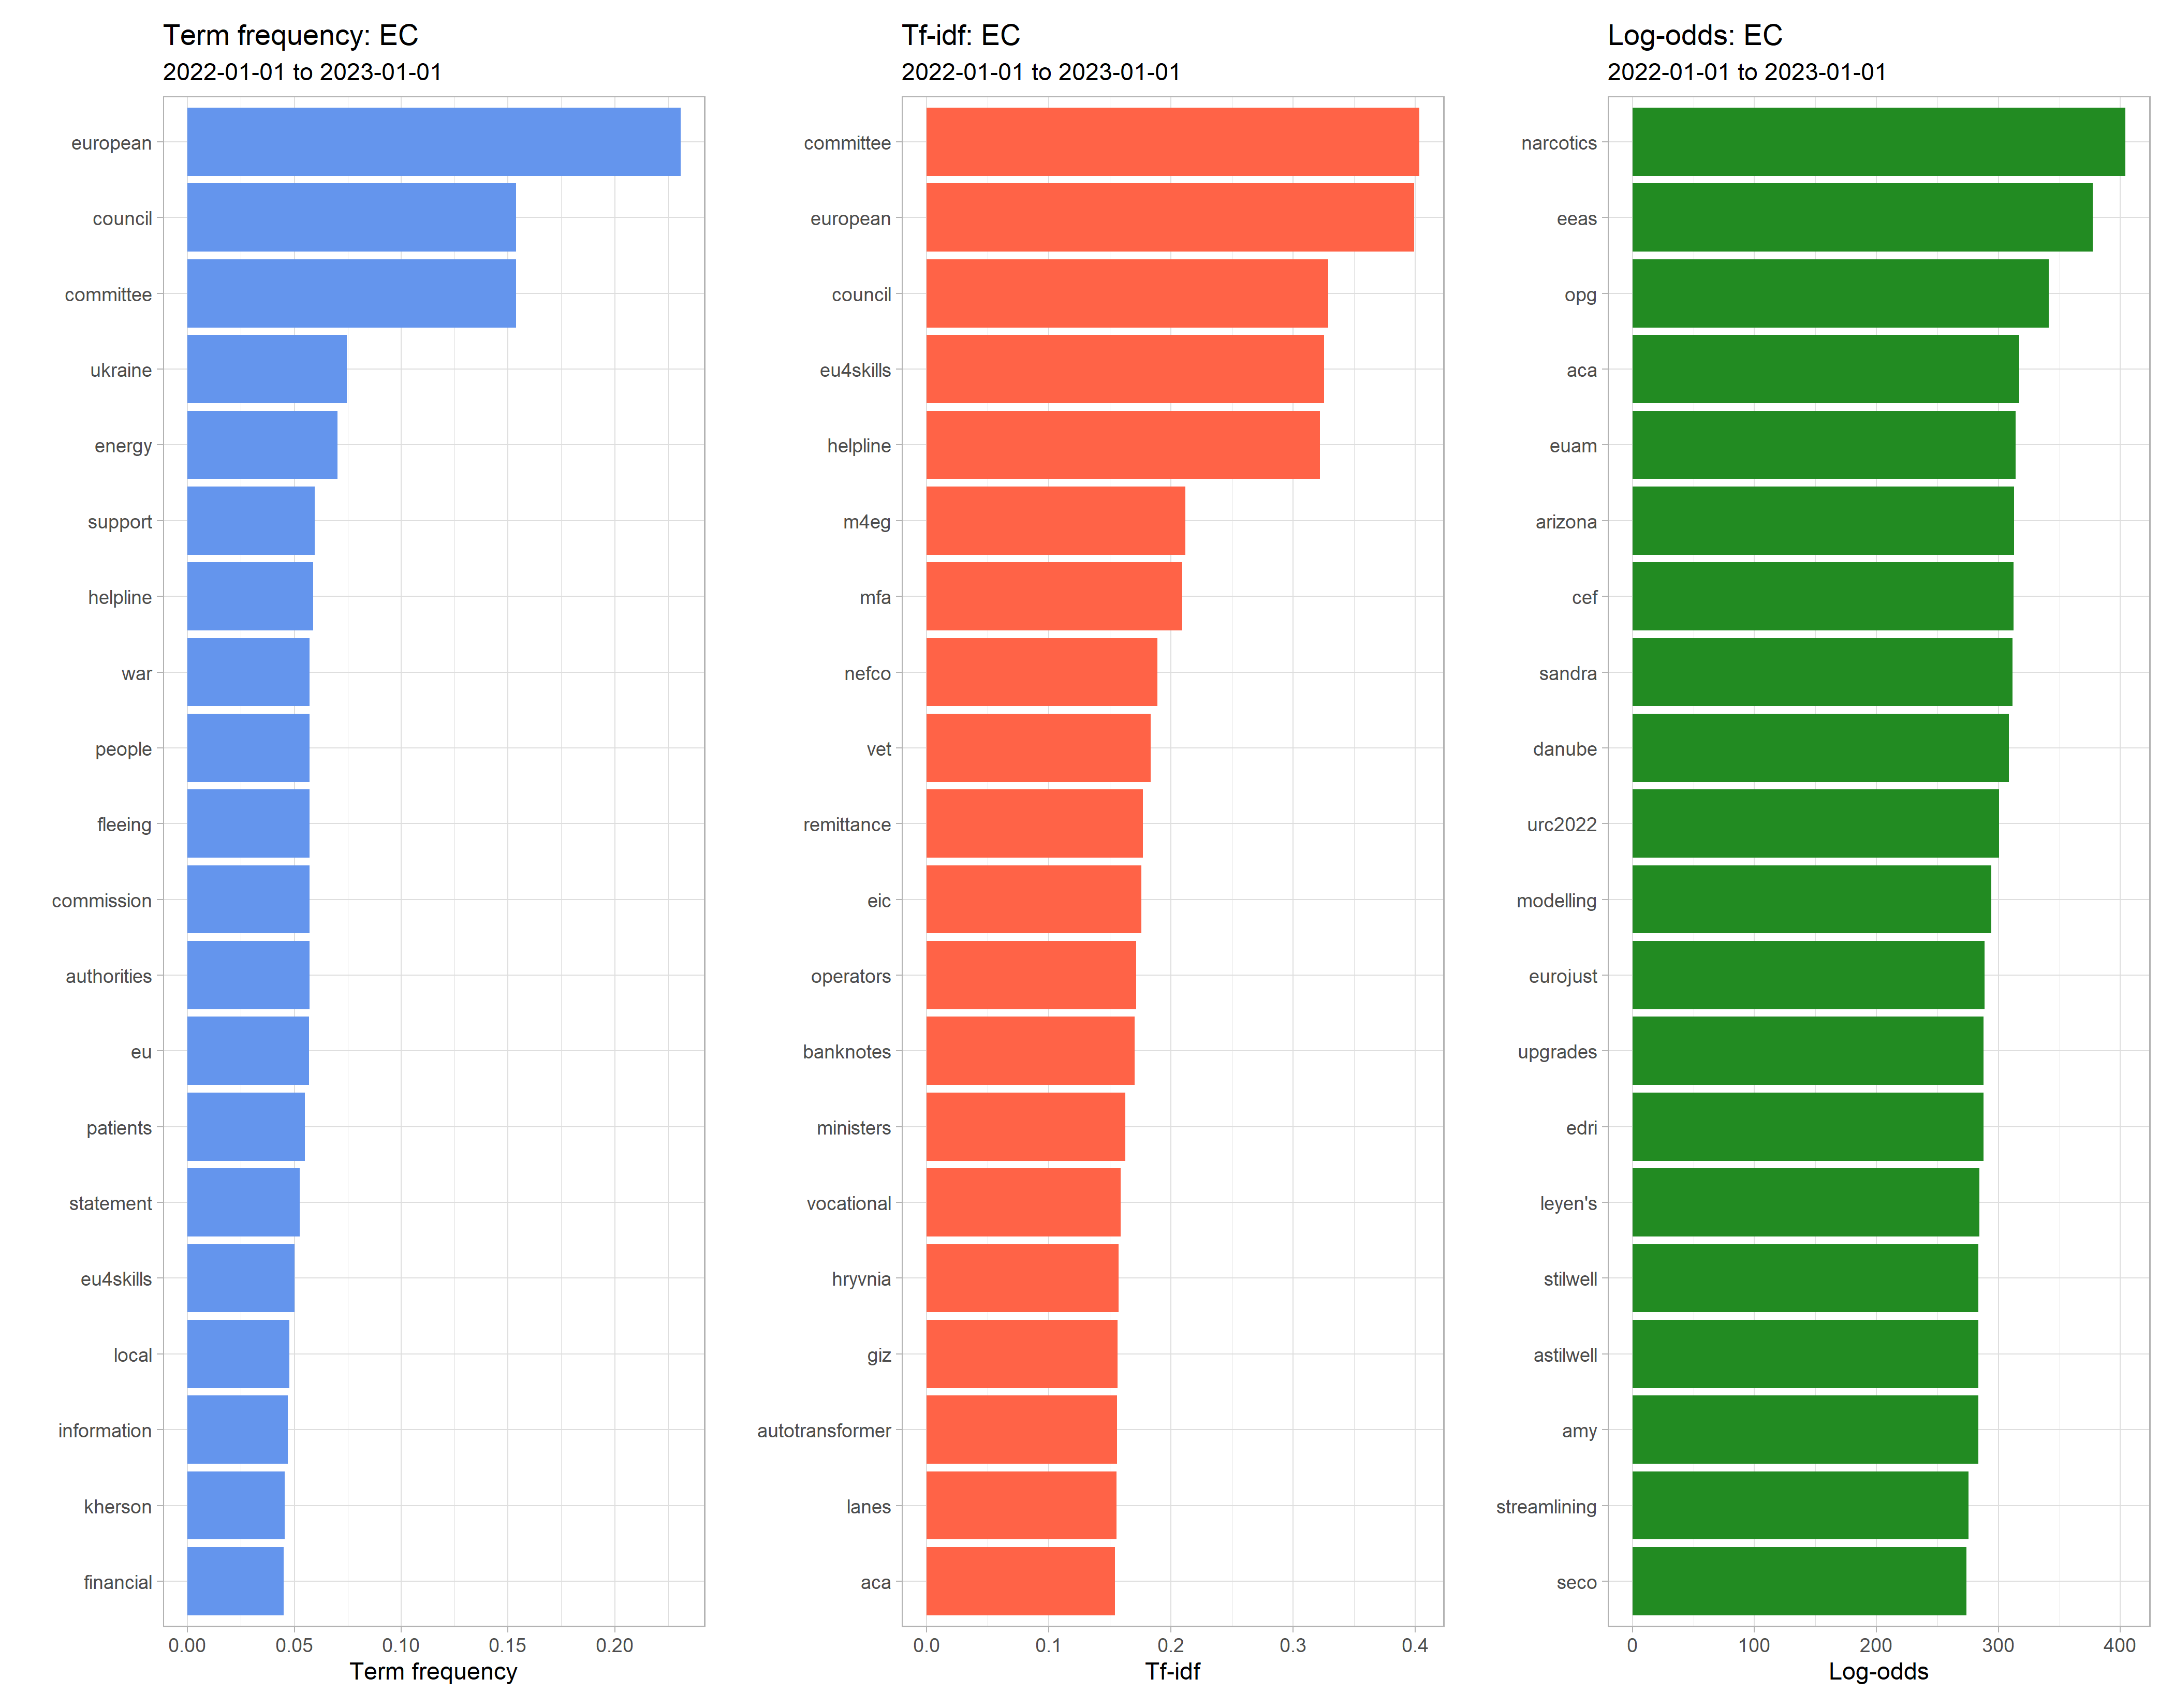 Term frequency: EC
2022-01-01 to 2023-01-01
european
council
committee
ukraine
energy
support
helpline
war
people
fleeing
commission
authorities
eu
patients
statement
eu4skills
local
information
kherson
financial
0.00 0.05 0.10 0.15 0.20
Term frequency
Tf-idf: EC
2022-01-01 to 2023-01-01
committee
european
council
eu4skills
helpline
m4eg
mfa
nefco
vet
remittance
eic
operators
banknotes
ministers
vocational
hryvnia
giz
autotransformer
lanes
aca
0.0 0.1 0.2 0.3 0.4
Tf-idf
Log-odds: EC
2022-01-01 to 2023-01-01
narcotics
eeas
opg
aca
euam
arizona
cef
sandra
danube
urc2022
modelling
eurojust
upgrades
edri
leyen's
stilwell
astilwell
amy
streamlining
seco
0 100 200 300 400
Log-odds